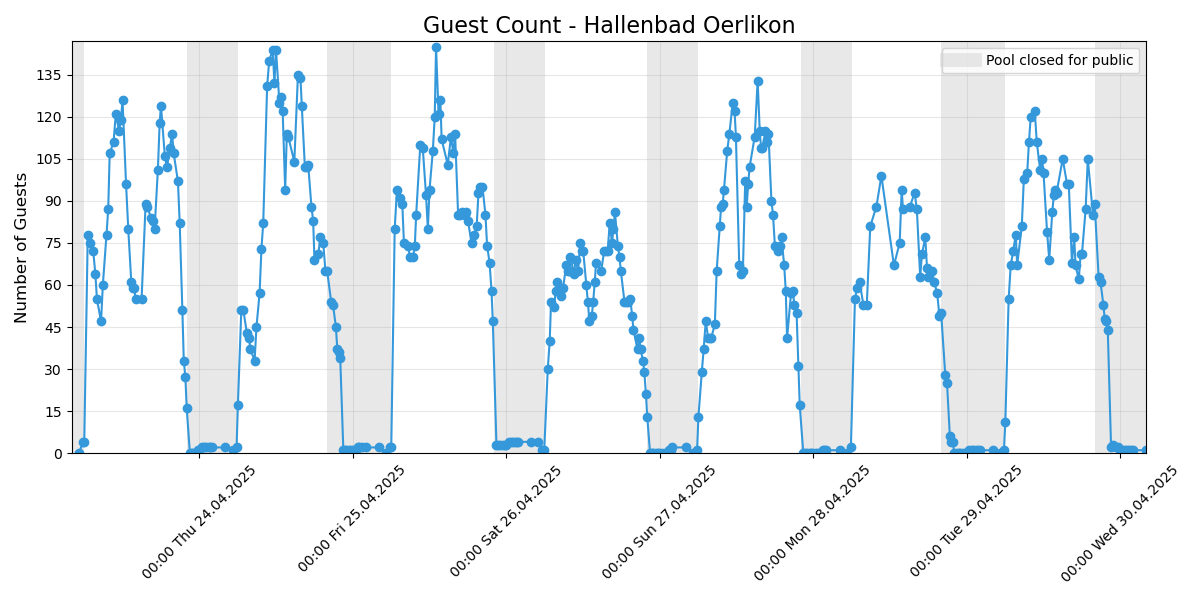 Guest Count - Hallenbad Oerlikon
Pool closed for public
Number of Guests
135
120
105
90
75
60
45
30
15
0
00:00 Thu 24.04.2025
00:00 Fri 25.04.2025
00:00 Sat 26.04.2025
00:00 Sun 27.04.2025
00:00 Mon 28.04.2025
00:00 Tue 29.04.2025
00:00 Wed 30.04.2025